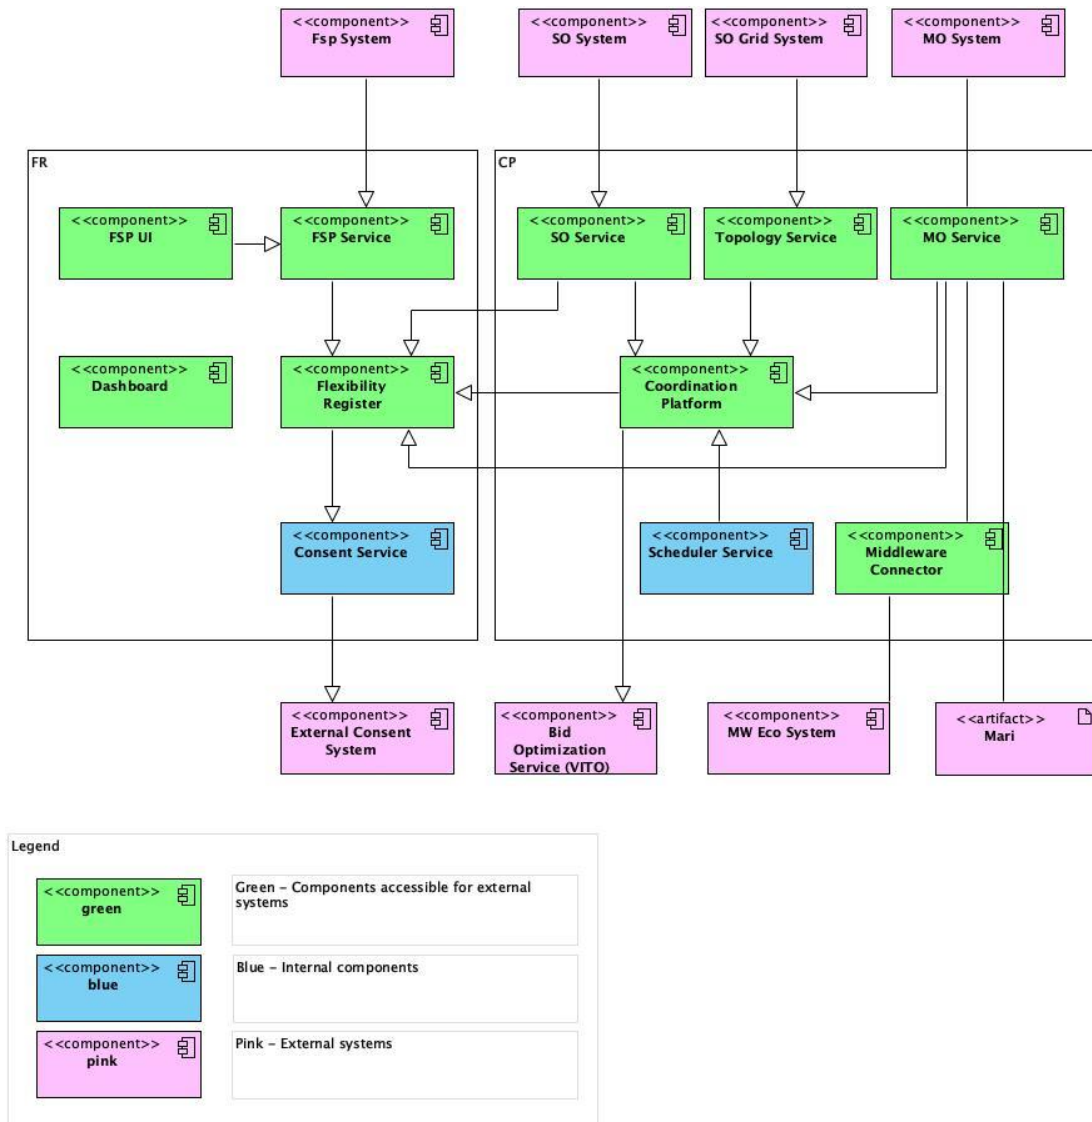 <<component>>
Fsp System
<<component>>
SO System
<<component>>
SO Grid System
<<component>>
MO System
FR
CP
<<component>>
FSP UI
<<component>>
FSP Service
<<component>>
SO Service
<<component>>
Topology Service
<<component>>
MO Service
<<component>>
Dashboard
<<component>>
Flexibility
Register
<<component>>
Coordination
Platform
<<component>>
Consent Service
<<component>>
Scheduler Service
<<component>>
Middleware
Connector
<<component>>
External Consent
System
<<component>>
Bid
Optimization
Service (VITO)
<<component>>
MW Eco System
<<artifact>>
Mari
Legend
<<component>>
green
Green – Components accessible for external
systems
<<component>>
blue
Blue – Internal components
<<component>>
pink
Pink – External systems